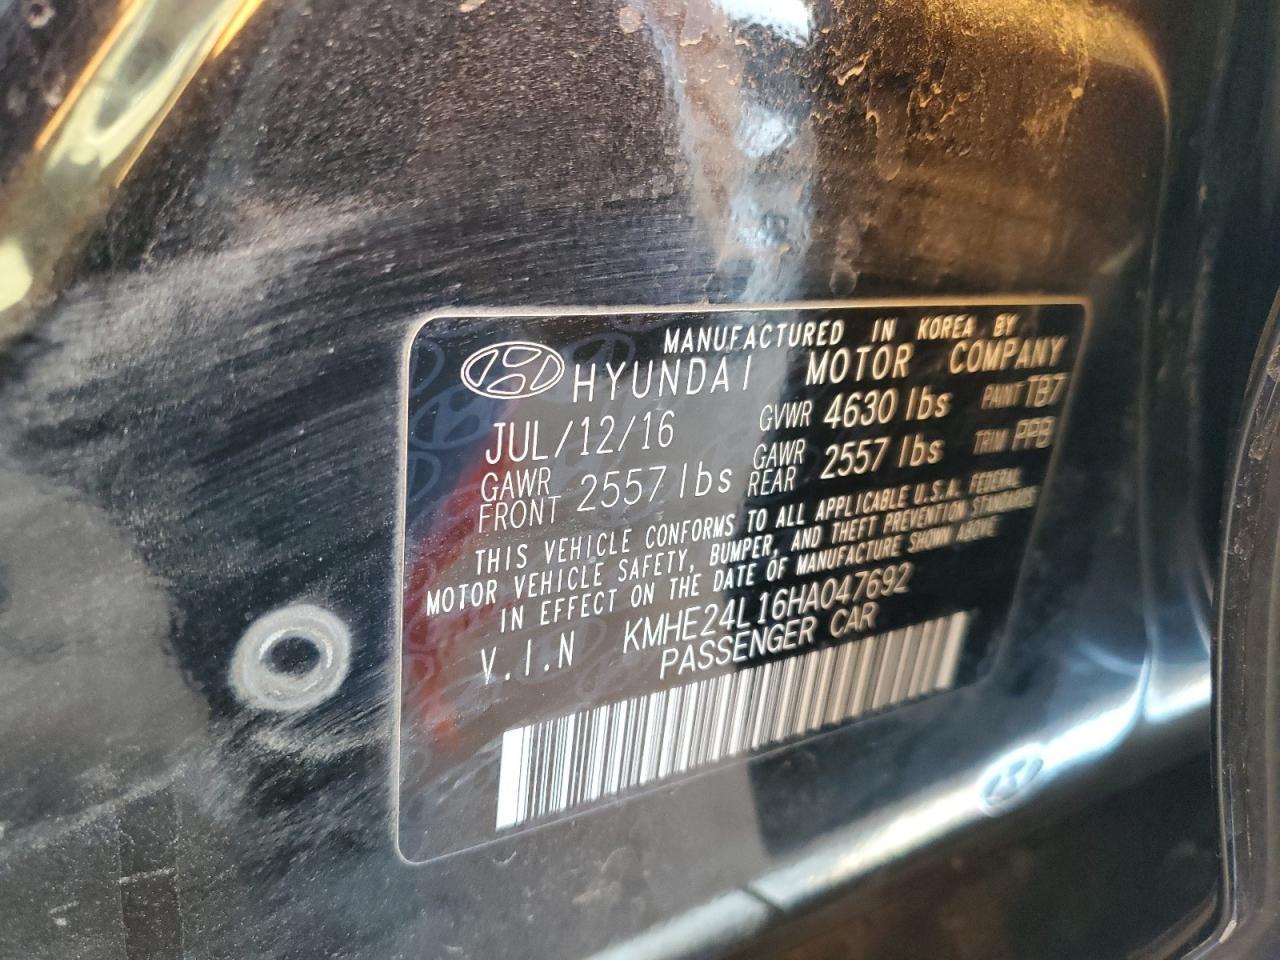 MANUFACTURED IN KOREA BY
HYUNDAI MOTOR COMPANY
JUL/12/16 GVWR 4630 lbs PAINT TB7
GAWR FRONT 2557 lbs GAWR REAR 2557 lbs TRIM PPB
THIS VEHICLE CONFORMS TO ALL APPLICABLE U.S.A. FEDERAL
MOTOR VEHICLE SAFETY, BUMPER, AND THEFT PREVENTION STANDARDS
IN EFFECT ON THE DATE OF MANUFACTURE SHOWN ABOVE
V.I.N KMHE24L16HA047692
PASSENGER CAR